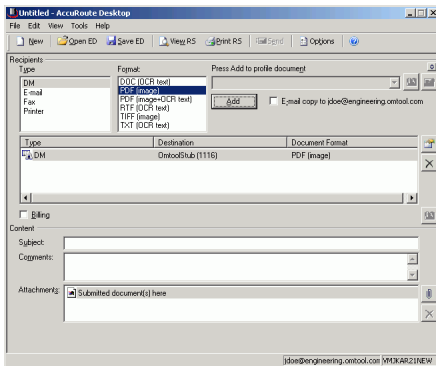 Untitled - AccuRoute Desktop
File Edit View Tools Help
New Open ED Save ED View RS Print RS Send Options
Recipients
Type Format: Press Add to profile document
DM
E-mail
Fax
Printer
DOC (OCR text)
PDF (image)
PDF (image+OCR text)
RTF (OCR text)
TIFF (image)
TXT (OCR text)
Add E-mail copy to jdoe@engineering.omtool.com
Type Destination Document Format
DM OmtoolStub (1116) PDF (image)
Billing
Content
Subject:
Comments:
Attachments: Submitted document(s) here
jdoe@engineering.omtool.com VMJKAR21NEW